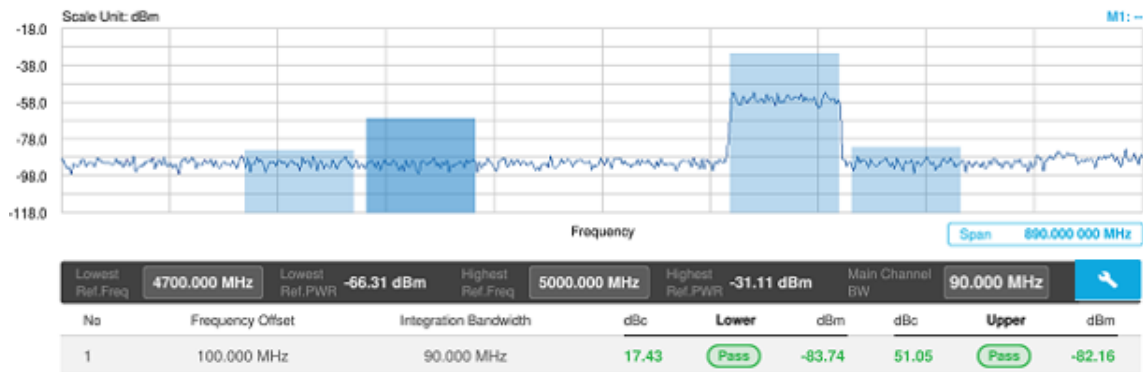 Scale Unit: dBm
M1: --
-18.0
-38.0
-58.0
-78.0
-98.0
-118.0
Frequency
Span 890.000 000 MHz
Lowest Ref.Freq 4700.000 MHz Lowest Ref.PWR -66.31 dBm Highest Ref.Freq 5000.000 MHz Highest Ref.PWR -31.11 dBm Main Channel BW 90.000 MHz
No Frequency Offset Integration Bandwidth dBc Lower dBm dBc Upper dBm
1 100.000 MHz 90.000 MHz 17.43 Pass -83.74 51.05 Pass -82.16